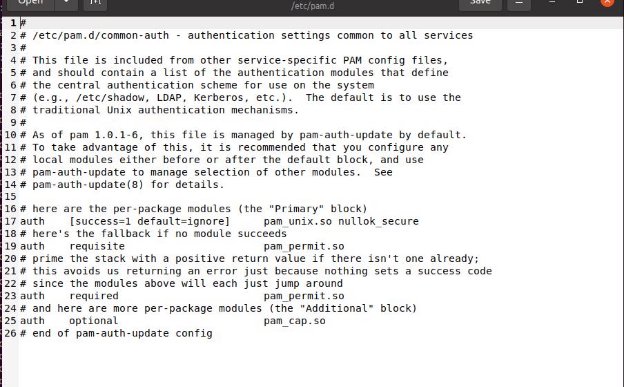 Open
Save
/etc/pam.d
1 #
2 # /etc/pam.d/common-auth - authentication settings common to all services
3 #
4 # This file is included from other service-specific PAM config files,
5 # and should contain a list of the authentication modules that define
6 # the central authentication scheme for use on the system
7 # (e.g., /etc/shadow, LDAP, Kerberos, etc.).  The default is to use the
8 # traditional Unix authentication mechanisms.
9 #
10 # As of pam 1.0.1-6, this file is managed by pam-auth-update by default.
11 # To take advantage of this, it is recommended that you configure any
12 # local modules either before or after the default block, and use
13 # pam-auth-update to manage selection of other modules.  See
14 # pam-auth-update(8) for details.
15
16 # here are the per-package modules (the "Primary" block)
17 auth    [success=1 default=ignore]      pam_unix.so nullok_secure
18 # here's the fallback if no module succeeds
19 auth    requisite                       pam_permit.so
20 # prime the stack with a positive return value if there isn't one already;
21 # this avoids us returning an error just because nothing sets a success code
22 # since the modules above will each just jump around
23 auth    required                        pam_permit.so
24 # and here are more per-package modules (the "Additional" block)
25 auth    optional                        pam_cap.so
26 # end of pam-auth-update config